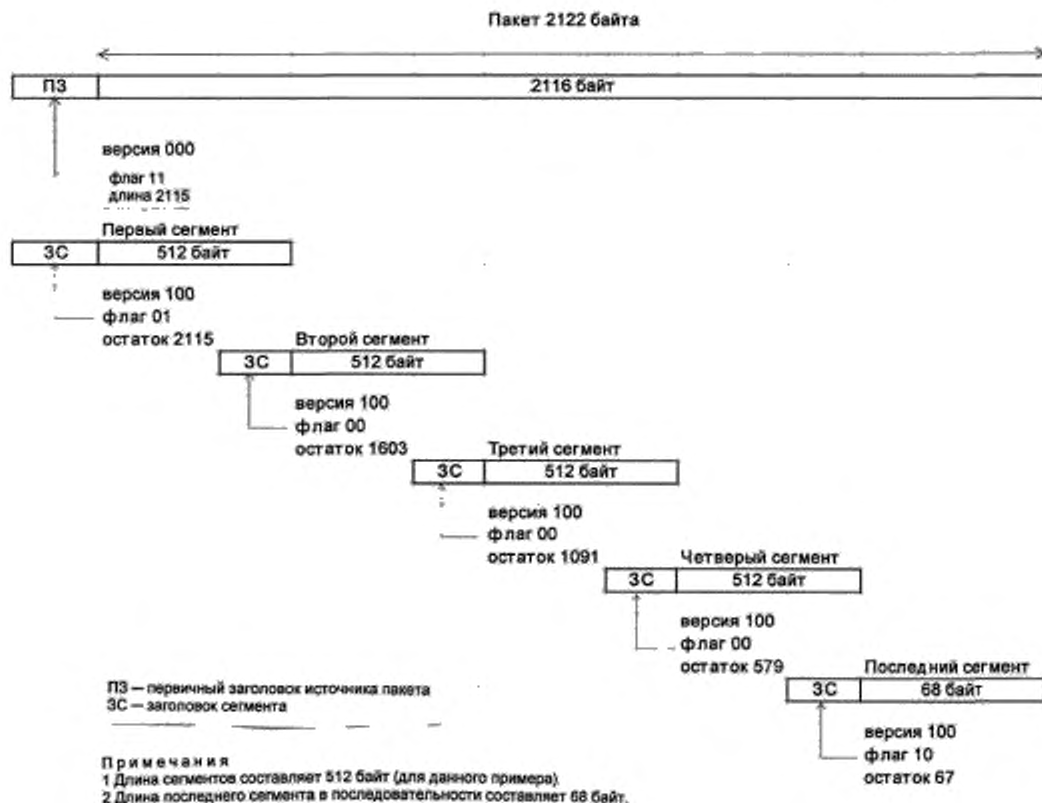 Пакет 2122 байта
ПЗ 2116 байт
версия 000
флаг 11
длина 2115
Первый сегмент
ЗС 512 байт
версия 100
флаг 01
остаток 2115
Второй сегмент
ЗС 512 байт
версия 100
флаг 00
остаток 1603
Третий сегмент
ЗС 512 байт
версия 100
флаг 00
остаток 1091
Четверый сегмент
ЗС 512 байт
версия 100
флаг 00
остаток 579
Последний сегмент
ЗС 68 байт
версия 100
флаг 10
остаток 67
ПЗ — первичный заголовок источника пакета
ЗС — заголовок сегмента
Примечания
1 Длина сегментов составляет 512 байт (для данного примера).
2 Длина последнего сегмента в последовательности составляет 68 байт.